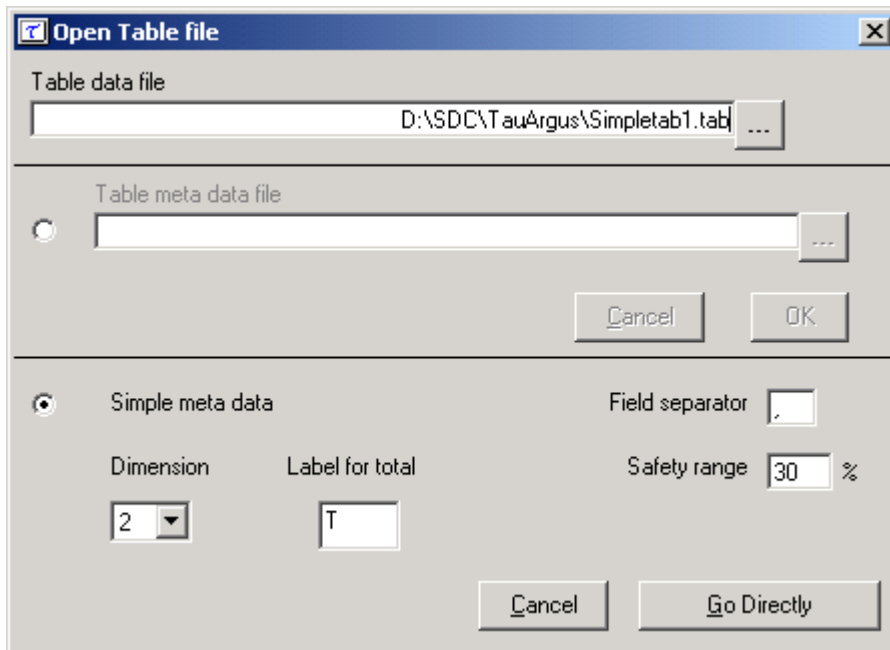 τ Open Table file
Table data file
D:\SDC\TauArgus\Simpletab1.tab
...
Table meta data file
...
Cancel OK
Simple meta data Field separator ,
Dimension Label for total Safety range 30 %
2 T
Cancel Go Directly